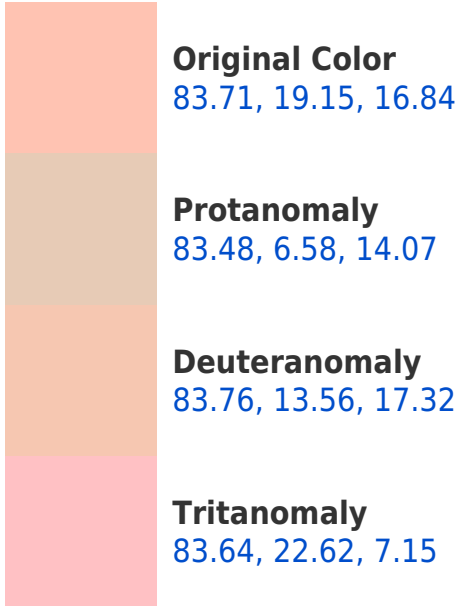 Original Color
83.71, 19.15, 16.84
Protanomaly
83.48, 6.58, 14.07
Deuteranomaly
83.76, 13.56, 17.32
Tritanomaly
83.64, 22.62, 7.15